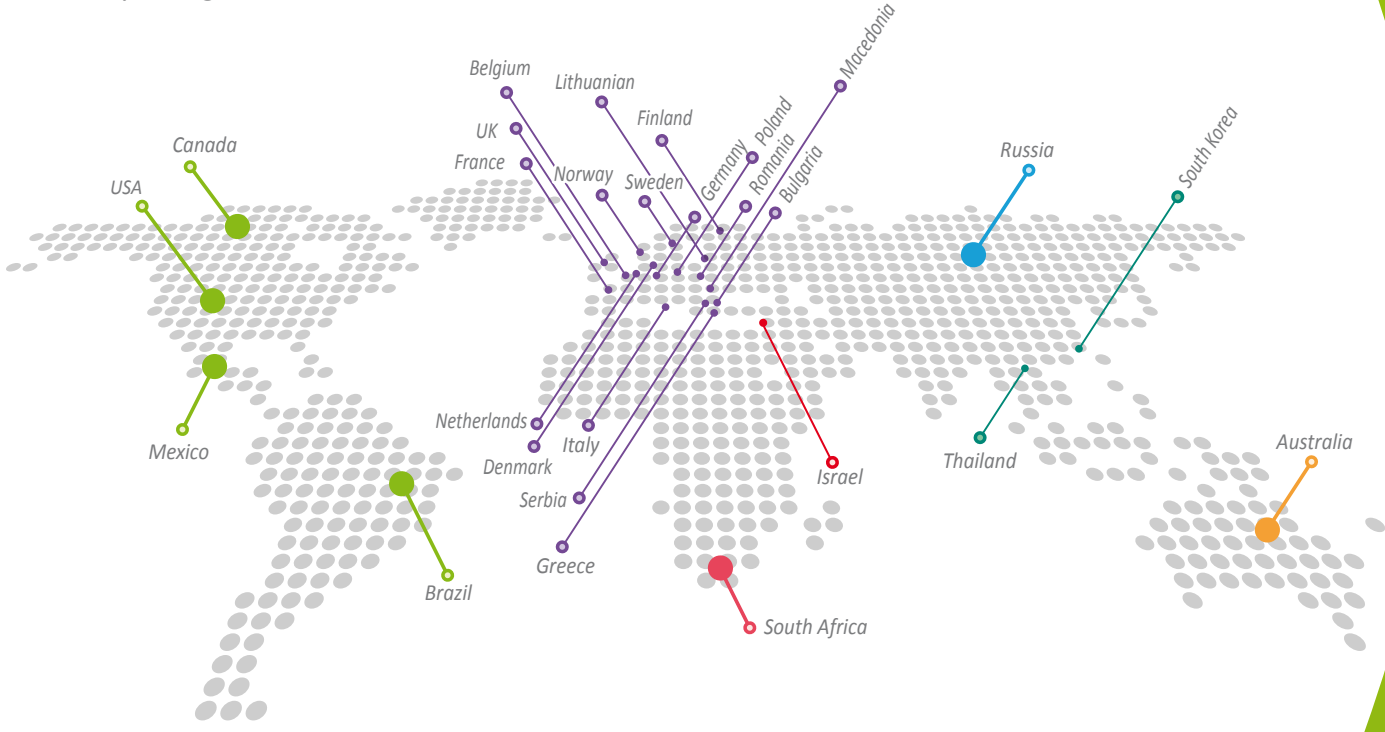 Macedonia
Belgium
Lithuanian
Finland
Poland
UK
Canada
Germany
Romania
South Korea
Russia
France
Norway
Sweden
Bulgaria
USA
Netherlands
Italy
Mexico
Denmark
Thailand
Australia
Israel
Serbia
Greece
Brazil
South Africa